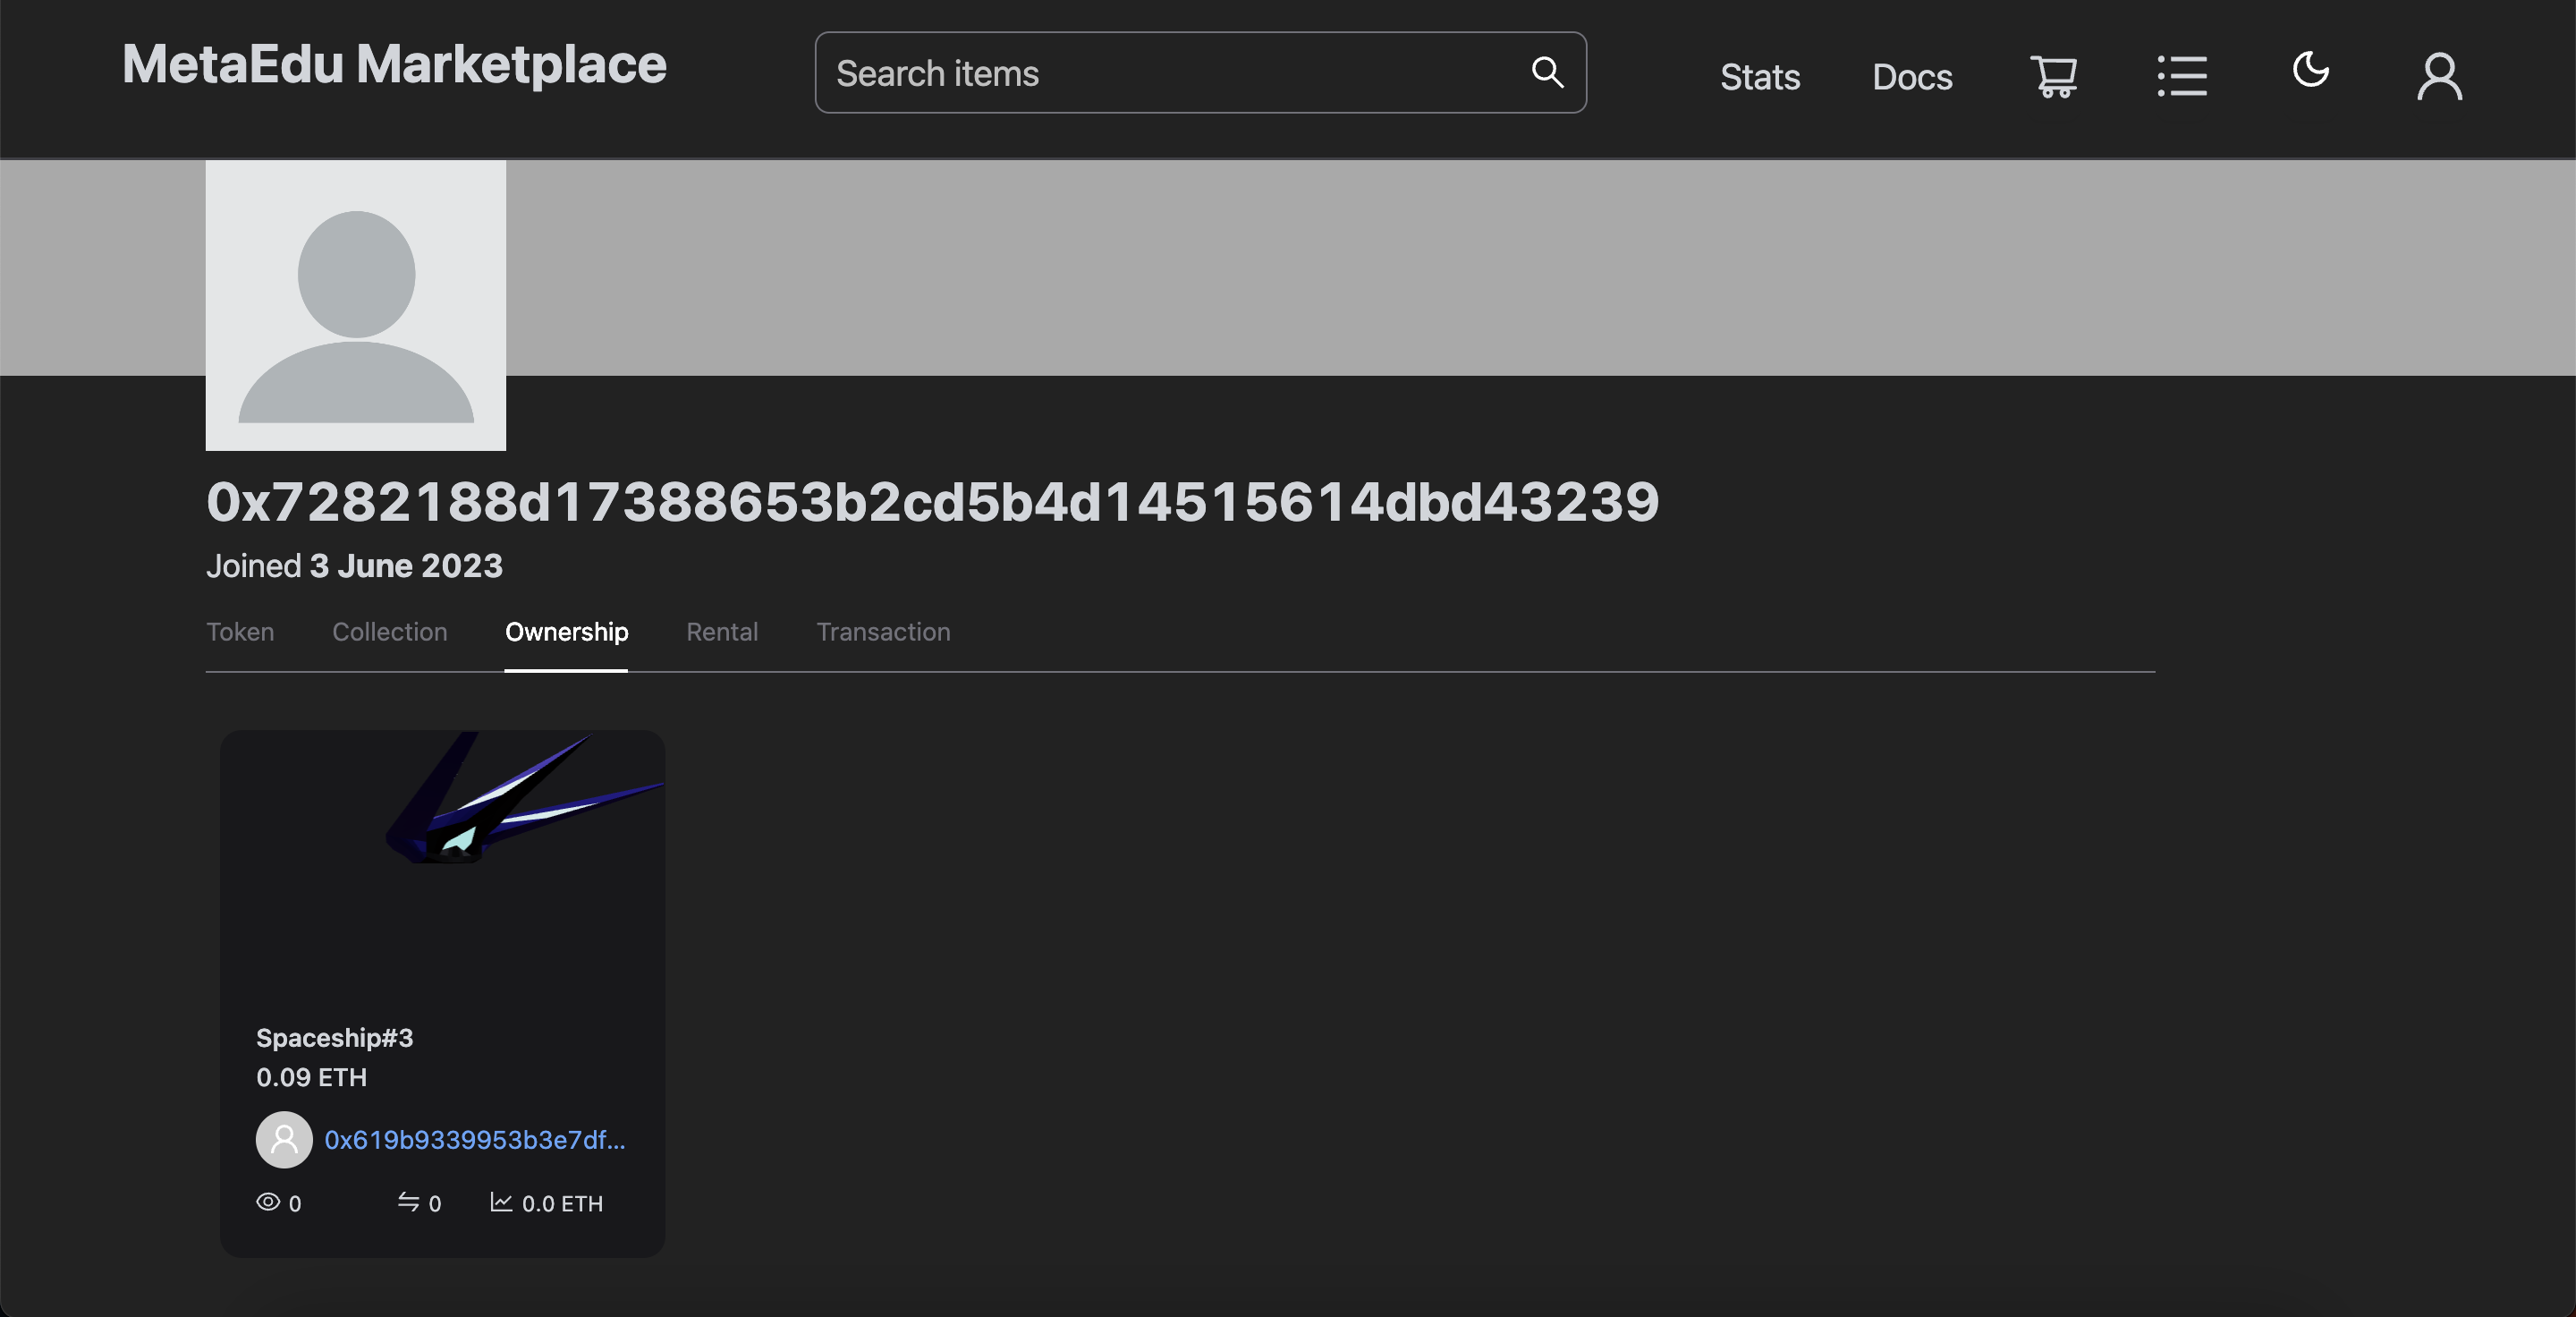 MetaEdu Marketplace
Search items
Stats
Docs
0x7282188d17388653b2cd5b4d14515614dbd43239
Joined 3 June 2023
Token Collection Ownership Rental Transaction
Spaceship#3
0.09 ETH
0x619b9339953b3e7df...
0 0 0.0 ETH